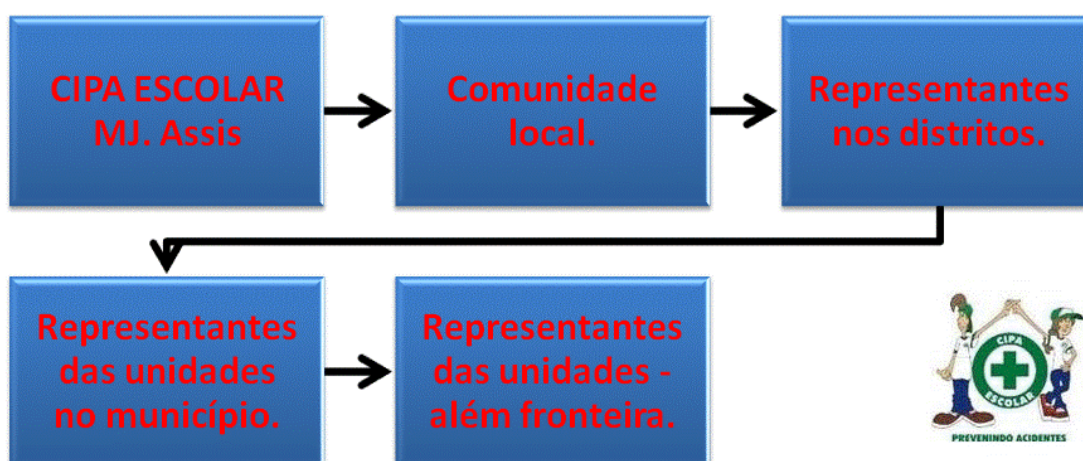 CIPA ESCOLAR
MJ. Assis
Comunidade
local.
Representantes
nos distritos.
Representantes
das unidades
no município.
Representantes
das unidades -
além fronteira.
CIPA
ESCOLAR
PREVENINDO ACIDENTES